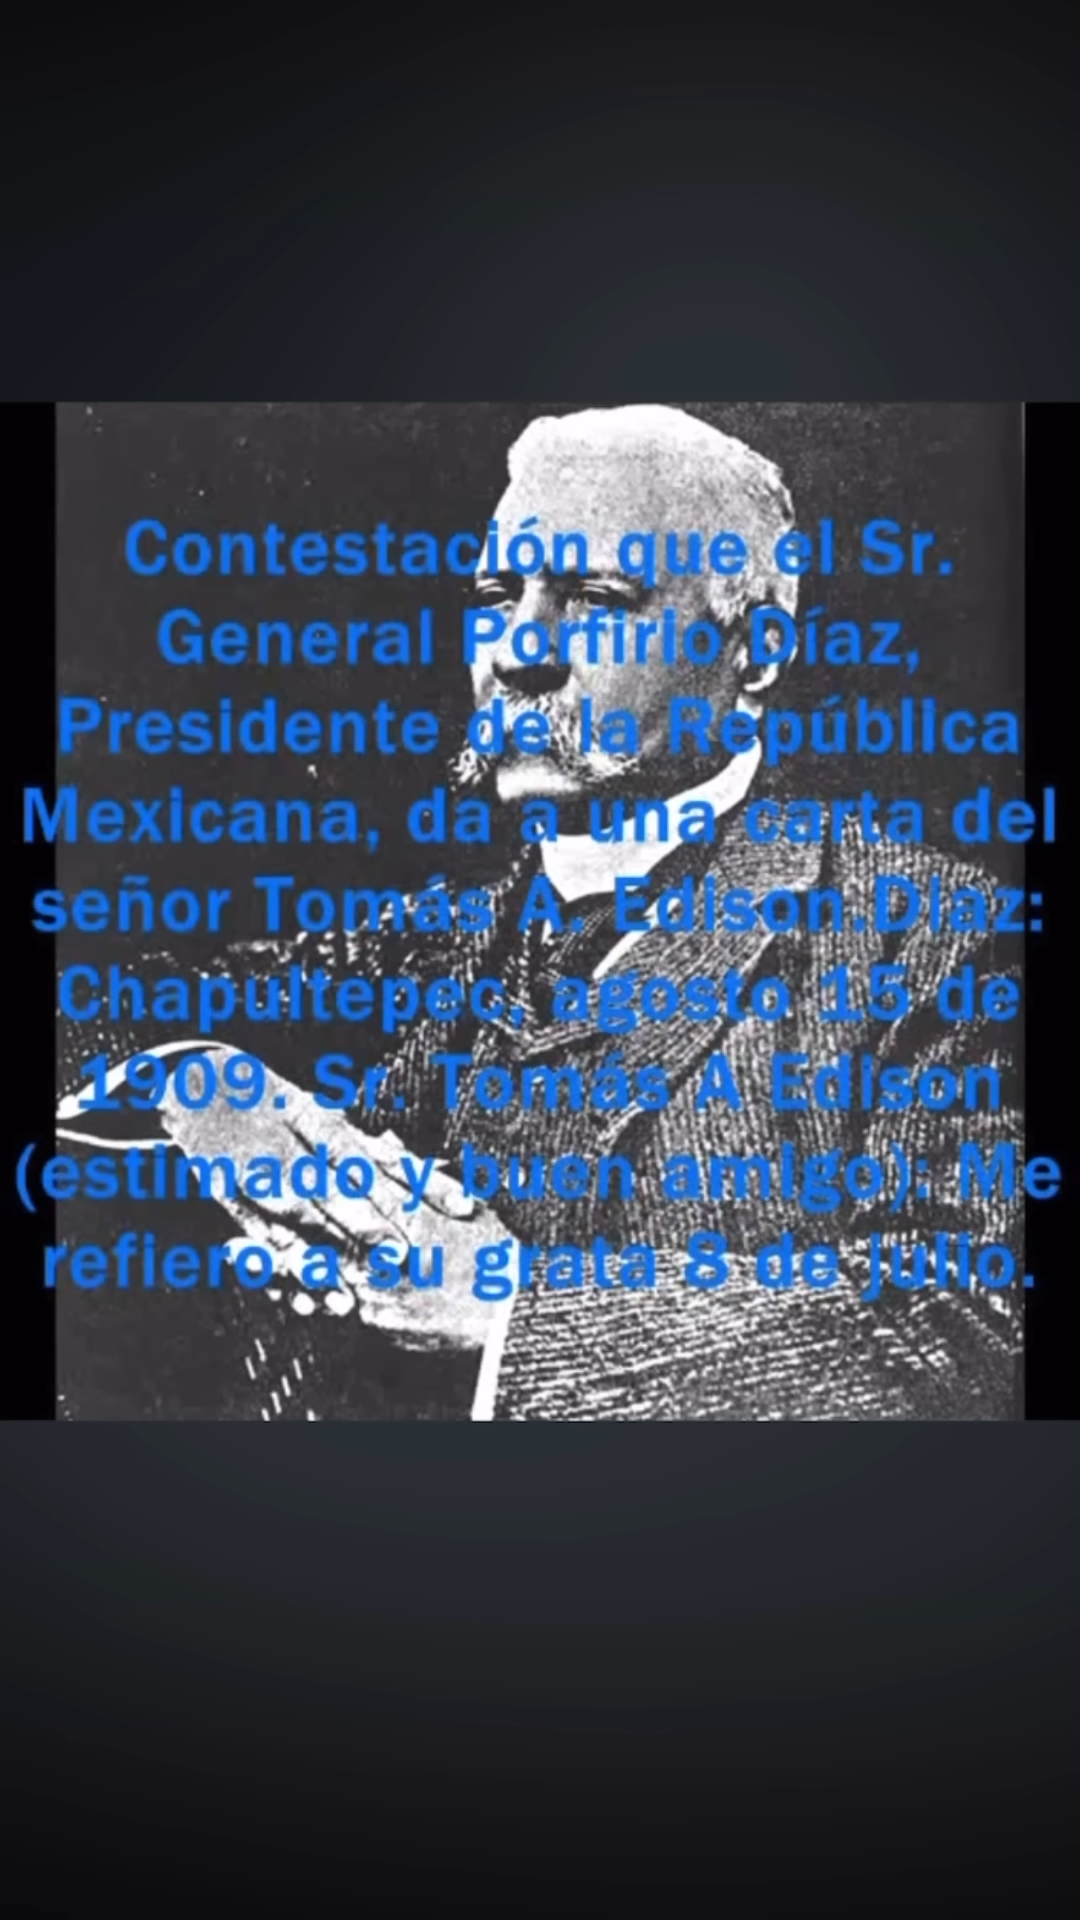 Contestación que el Sr.
General Porfirio Díaz,
Presidente de la República
Mexicana, da a una carta del
señor Tomás A. Edison.Diaz:
Chapultepec, agosto 15 de
1909. Sr. Tomás A Edison
(estimado y buen amigo): Me
refiero a su grata 8 de julio.